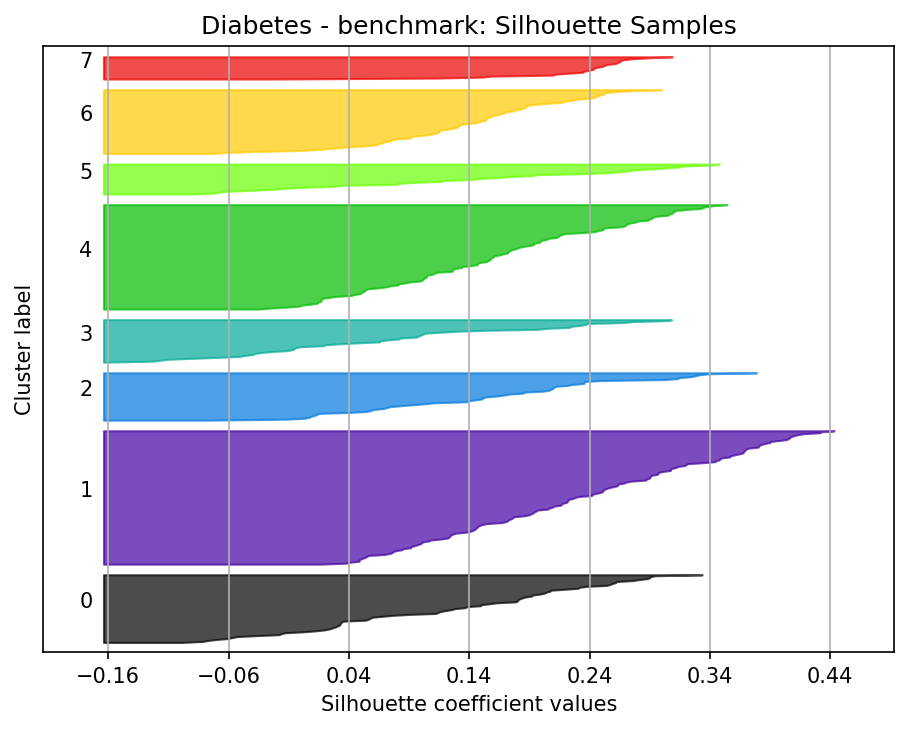 Diabetes - benchmark: Silhouette Samples
7
6
5
4
3
2
1
0
Cluster label
−0.16 −0.06 0.04 0.14 0.24 0.34 0.44
Silhouette coefficient values